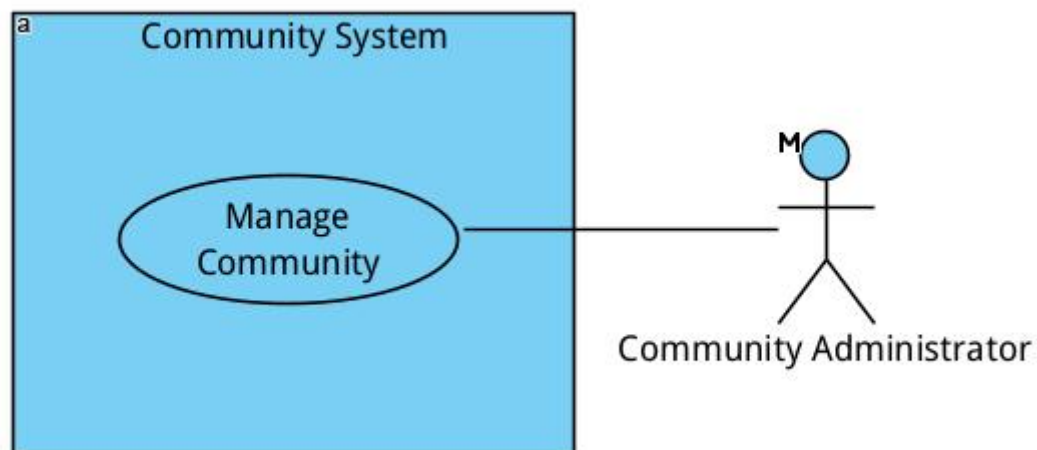 a
Community System
M
Manage
Community
Community Administrator